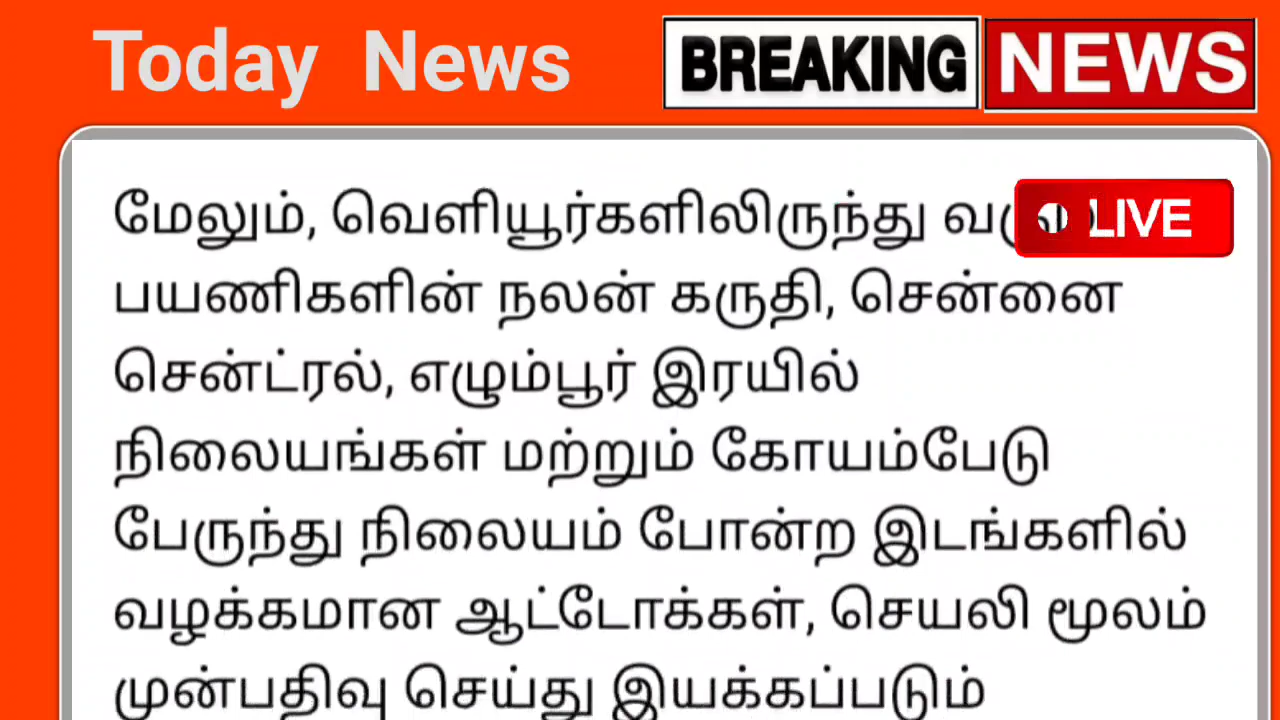 Today News
BREAKING NEWS
மேலும், வெளியூர்களிலிருந்து
LIVE
பயணிகளின் நலன் கருதி, சென்னை
சென்ட்ரல், எழும்பூர் இரயில்
நிலையங்கள் மற்றும் கோயம்பேடு
பேருந்து நிலையம் போன்ற இடங்களில்
வழக்கமான ஆட்டோக்கள், செயலி மூலம்
முன்பதிவு செய்து இயக்கப்படும்